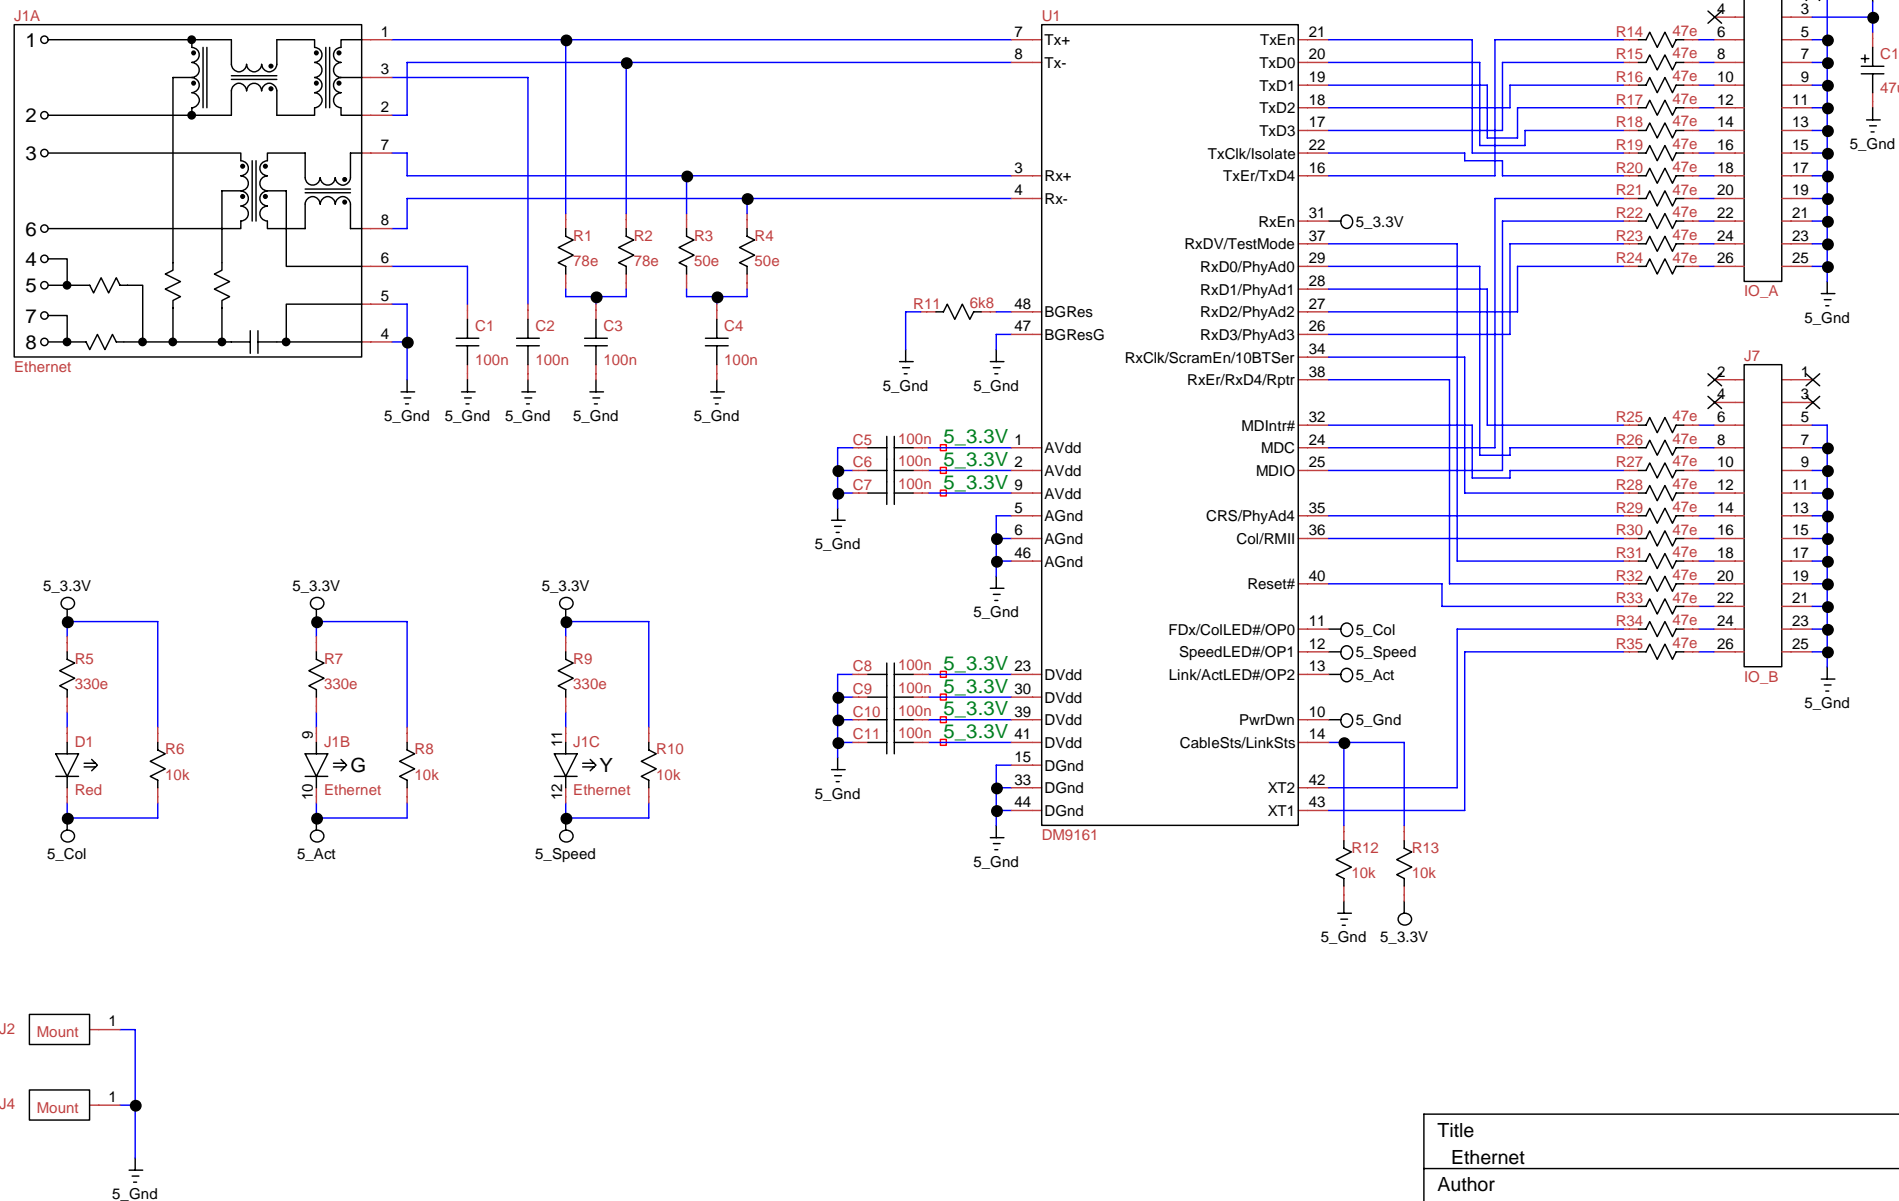 J1A
1
2
3
6
4
5
7
8
1
3
2
7
8
6
5
4
Ethernet
R1
78e
R2
78e
R3
50e
R4
50e
C1
100n
C2
100n
C3
100n
C4
100n
5_Gnd
5_Gnd
5_Gnd
5_Gnd
5_Gnd
U1
7 Tx+
8 Tx-
3 Rx+
4 Rx-
R11 6k8 48 BGRes
47 BGResG
5_Gnd
5_Gnd
C5 100n 5_3.3V 1 AVdd
C6 100n 5_3.3V 2 AVdd
C7 100n 5_3.3V 9 AVdd
5 AGnd
6 AGnd
46 AGnd
5_Gnd
5_Gnd
C8 100n 5_3.3V 23 DVdd
C9 100n 5_3.3V 30 DVdd
C10 100n 5_3.3V 39 DVdd
C11 100n 5_3.3V 41 DVdd
15 DGnd
33 DGnd
44 DGnd
5_Gnd
5_Gnd
DM9161
TxEn 21
TxD0 20
TxD1 19
TxD2 18
TxD3 17
TxClk/Isolate 22
TxEr/TxD4 16
RxEn 31 5_3.3V
RxDV/TestMode 37
RxD0/PhyAd0 29
RxD1/PhyAd1 28
RxD2/PhyAd2 27
RxD3/PhyAd3 26
RxClk/ScramEn/10BTSer 34
RxEr/RxD4/Rptr 38
MDIntr# 32
MDC 24
MDIO 25
CRS/PhyAd4 35
Col/RMII 36
Reset# 40
FDx/ColLED#/OP0 11 5_Col
SpeedLED#/OP1 12 5_Speed
Link/ActLED#/OP2 13 5_Act
PwrDwn 10 5_Gnd
CableSts/LinkSts 14
XT2 42
XT1 43
R12
10k
R13
10k
5_Gnd
5_3.3V
4 3
R14 47e 6 5
R15 47e 8 7
R16 47e 10 9
R17 47e 12 11
R18 47e 14 13
R19 47e 16 15
R20 47e 18 17
R21 47e 20 19
R22 47e 22 21
R23 47e 24 23
R24 47e 26 25
IO_A
5_Gnd
C1
+
47
5_Gnd
J7
2 1
4 3
R25 47e 6 5
R26 47e 8 7
R27 47e 10 9
R28 47e 12 11
R29 47e 14 13
R30 47e 16 15
R31 47e 18 17
R32 47e 20 19
R33 47e 22 21
R34 47e 24 23
R35 47e 26 25
IO_B
5_Gnd
5_3.3V
R5
330e
D1
Red
R6
10k
5_Col
5_3.3V
R7
330e
9
J1B
G
10
Ethernet
R8
10k
5_Act
5_3.3V
R9
330e
11
J1C
Y
12
Ethernet
R10
10k
5_Speed
J2 Mount 1
J4 Mount 1
5_Gnd
Title
Ethernet
Author